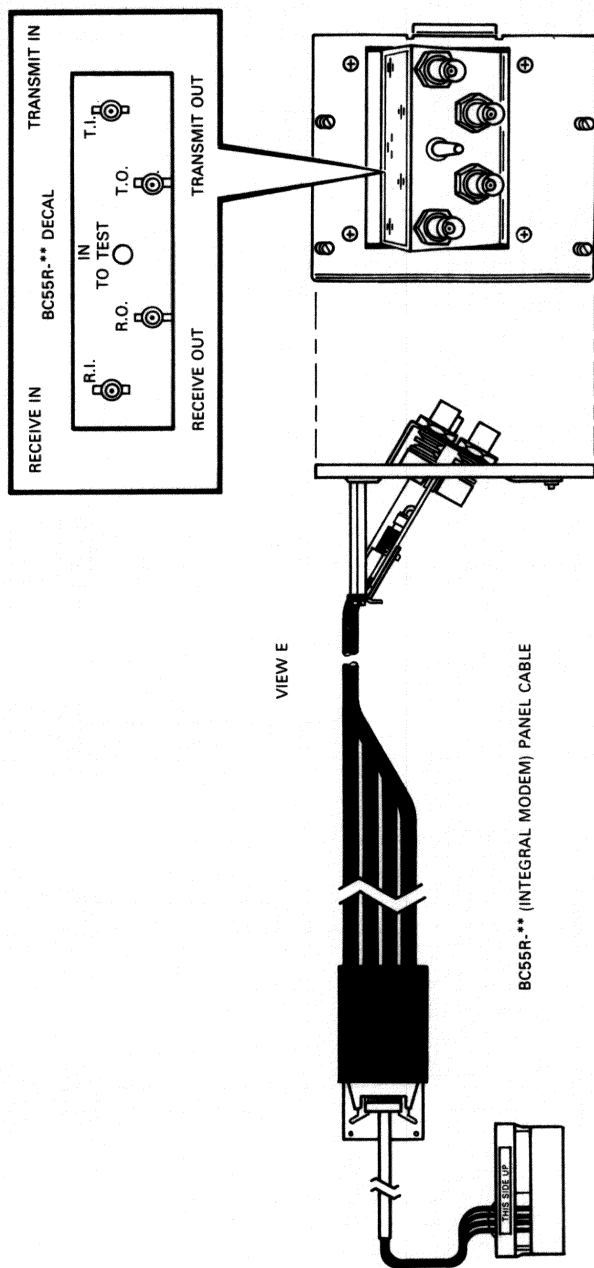 RECEIVE IN
BC55R-** DECAL
TRANSMIT IN
R.I.
R.O.
IN
TO TEST
T.O.
T.I.
RECEIVE OUT
TRANSMIT OUT
VIEW E
THIS SIDE UP
BC55R-** (INTEGRAL MODEM) PANEL CABLE